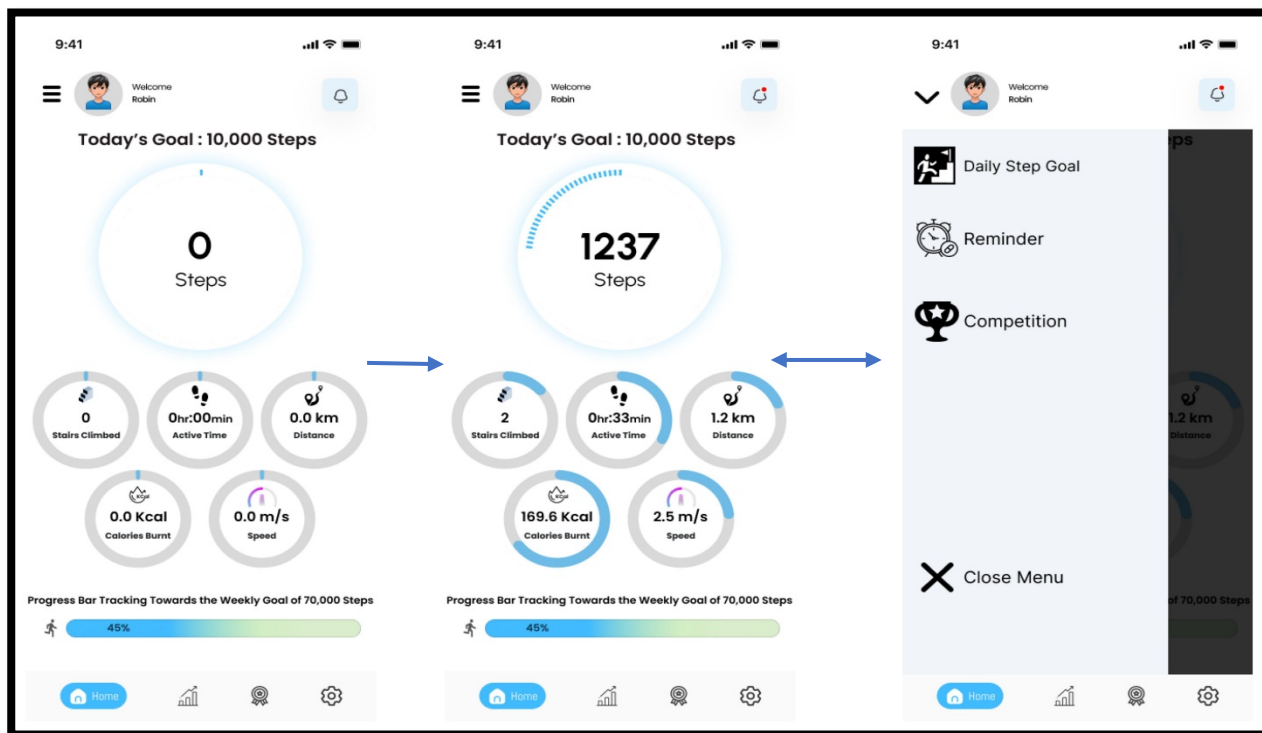 9:41
Welcome
Robin
Today's Goal : 10,000 Steps
0
Steps
0
Stairs Climbed
0hr:00min
Active Time
0.0 km
Distance
KCal
0.0 Kcal
Calories Burnt
0.0 m/s
Speed
Progress Bar Tracking Towards the Weekly Goal of 70,000 Steps
45%
Home
9:41
Welcome
Robin
Today's Goal : 10,000 Steps
1237
Steps
2
Stairs Climbed
0hr:33min
Active Time
1.2 km
Distance
KCal
169.6 Kcal
Calories Burnt
2.5 m/s
Speed
Progress Bar Tracking Towards the Weekly Goal of 70,000 Steps
45%
Home
9:41
Welcome
Robin
ps
Daily Step Goal
Reminder
Competition
1.2 km
Distance
Close Menu
of 70,000 Steps
Home